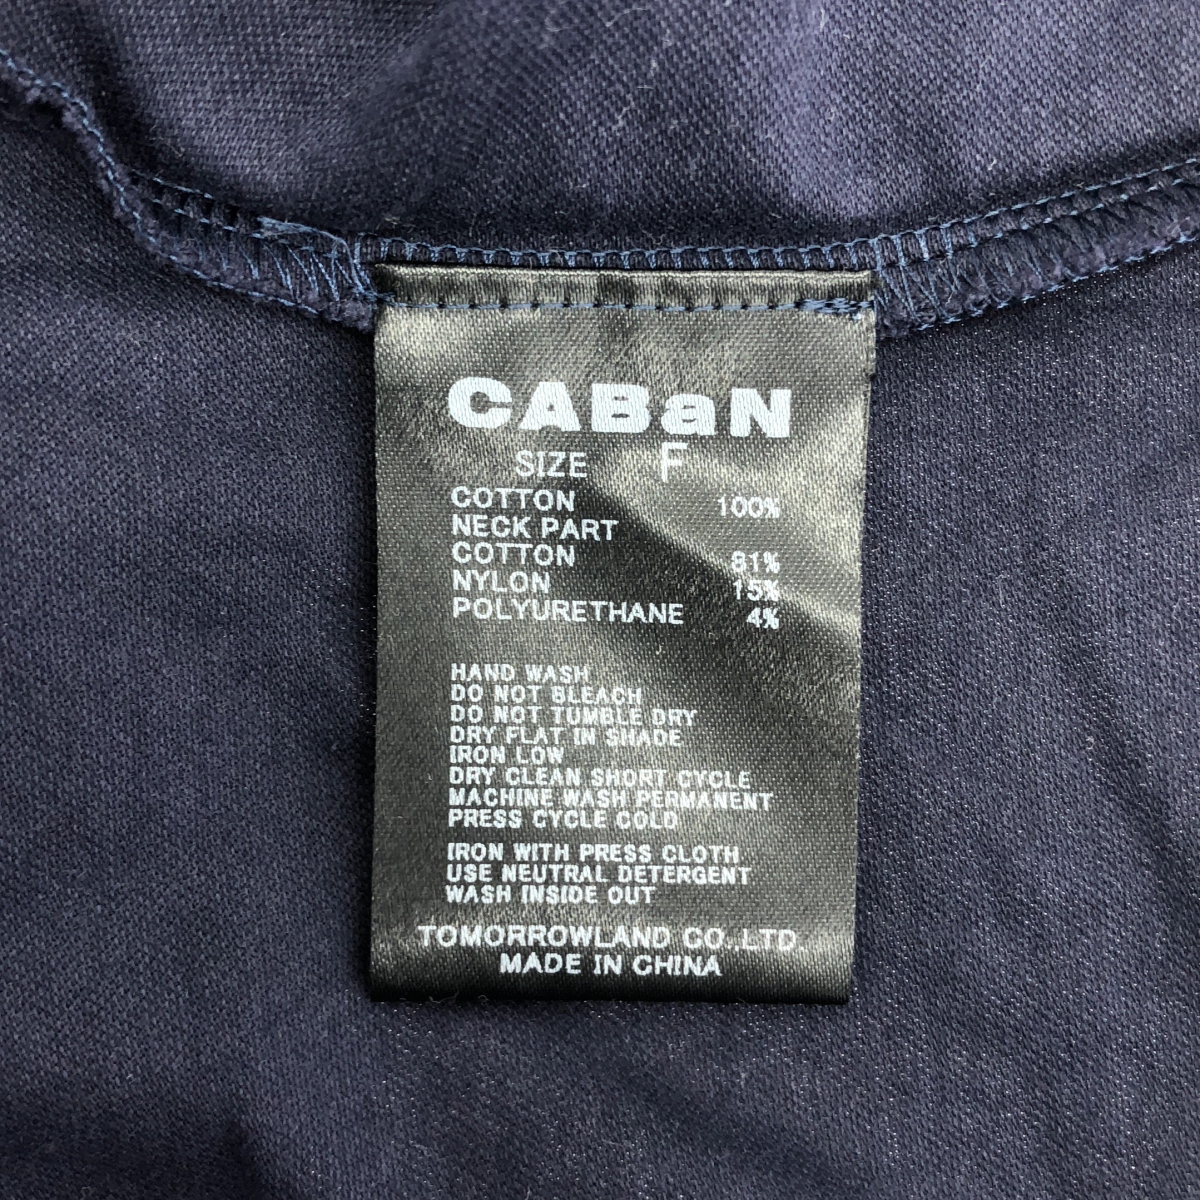 CABaN
SIZE F
COTTON 100%
NECK PART
COTTON 81%
NYLON 15%
POLYURETHANE 4%
HAND WASH
DO NOT BLEACH
DO NOT TUMBLE DRY
DRY FLAT IN SHADE
IRON LOW
DRY CLEAN SHORT CYCLE
MACHINE WASH PERMANENT
PRESS CYCLE COLD
IRON WITH PRESS CLOTH
USE NEUTRAL DETERGENT
WASH INSIDE OUT
TOMORROWLAND CO.,LTD.
MADE IN CHINA